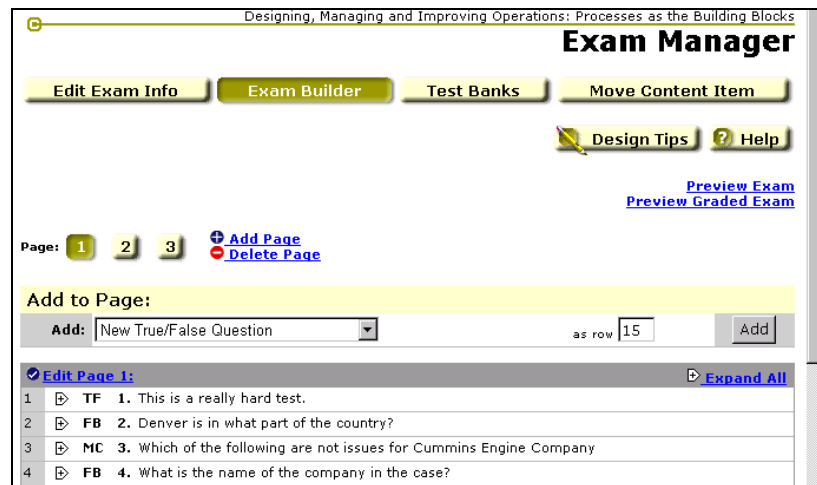 Designing, Managing and Improving Operations: Processes as the Building Blocks
Exam Manager
Edit Exam Info Exam Builder Test Banks Move Content Item
Design Tips ? Help
Preview Exam
Preview Graded Exam
Page: 1 2 3 Add Page
Delete Page
Add to Page:
Add: New True/False Question as row 15 Add
Edit Page 1: Expand All
1 TF 1. This is a really hard test.
2 FB 2. Denver is in what part of the country?
3 MC 3. Which of the following are not issues for Cummins Engine Company
4 FB 4. What is the name of the company in the case?